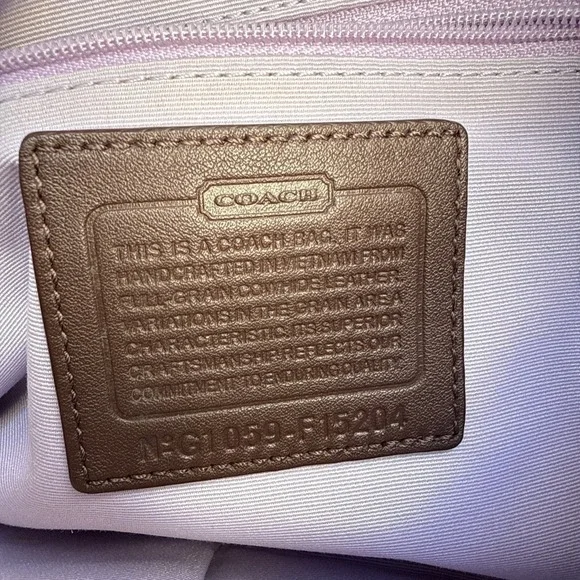 COACH
THIS IS A COACH BAG. IT WAS
HANDCRAFTED IN VIETNAM FROM
FULL-GRAIN COWHIDE LEATHER
VARIATIONS IN THE GRAIN ARE A
CHARACTERISTIC. ITS SUPERIOR
CRAFTSMANSHIP REFLECTS OUR
COMMITMENT TO ENDURING QUALITY.
Nº G1059-F15204